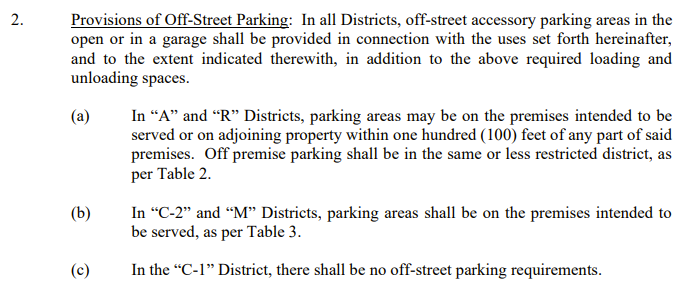 2. Provisions of Off-Street Parking: In all Districts, off-street accessory parking areas in the
open or in a garage shall be provided in connection with the uses set forth hereinafter,
and to the extent indicated therewith, in addition to the above required loading and
unloading spaces.
(a) In “A” and “R” Districts, parking areas may be on the premises intended to be
served or on adjoining property within one hundred (100) feet of any part of said
premises. Off premise parking shall be in the same or less restricted district, as
per Table 2.
(b) In “C-2” and “M” Districts, parking areas shall be on the premises intended to
be served, as per Table 3.
(c) In the “C-1” District, there shall be no off-street parking requirements.